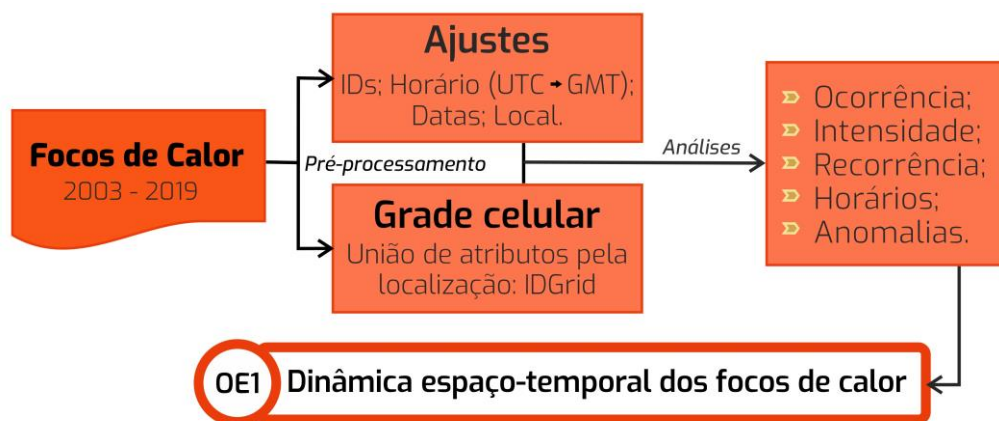 Focos de Calor
2003 - 2019
Pré-processamento
Ajustes
IDs; Horário (UTC → GMT);
Datas; Local.
Grade celular
União de atributos pela
localização: IDGrid
Análises
Ocorrência;
Intensidade;
Recorrência;
Horários;
Anomalias.
OE1 Dinâmica espaço-temporal dos focos de calor